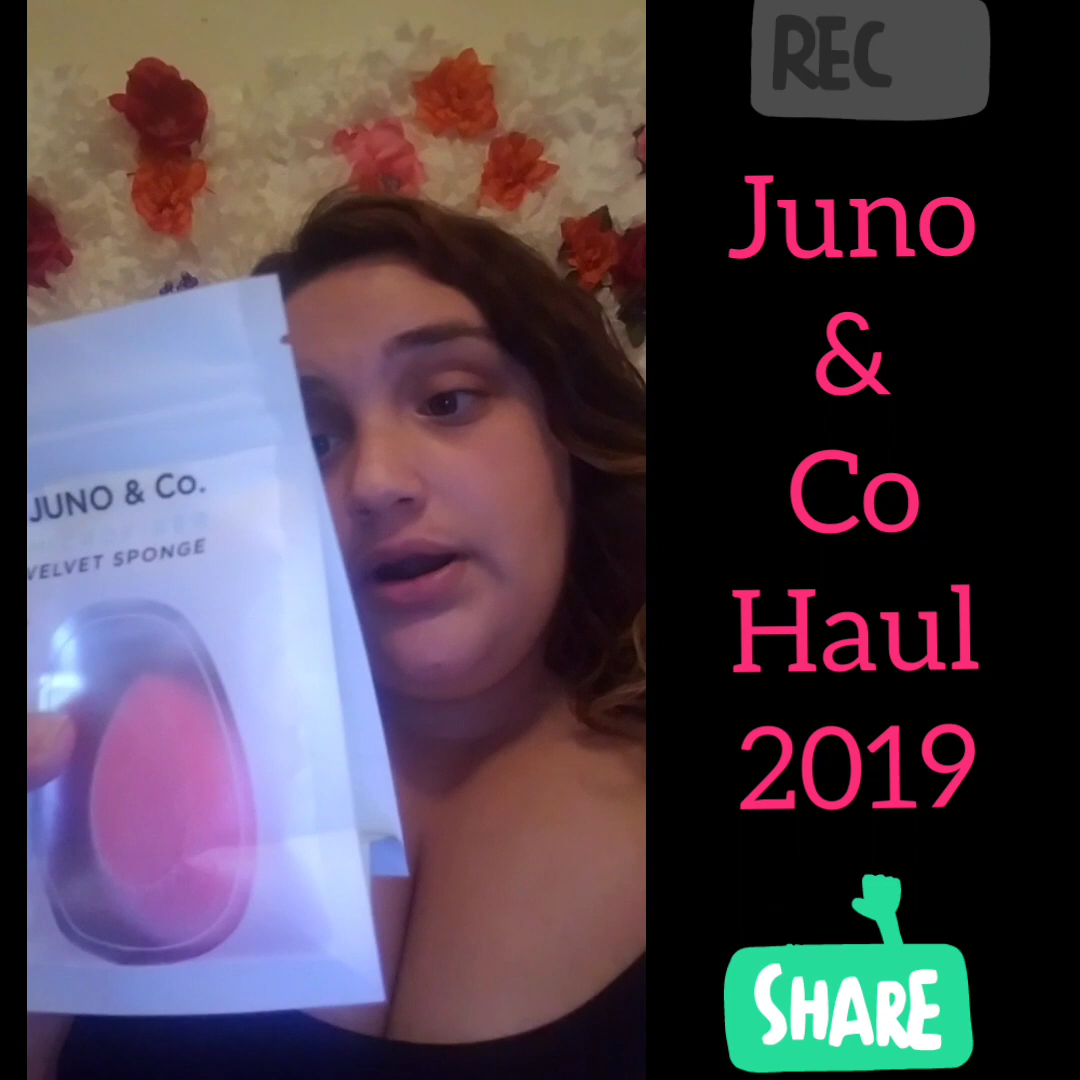 JUNO & Co.
VELVET SPONGE
REC
Juno
&
Co
Haul
2019
SHARE